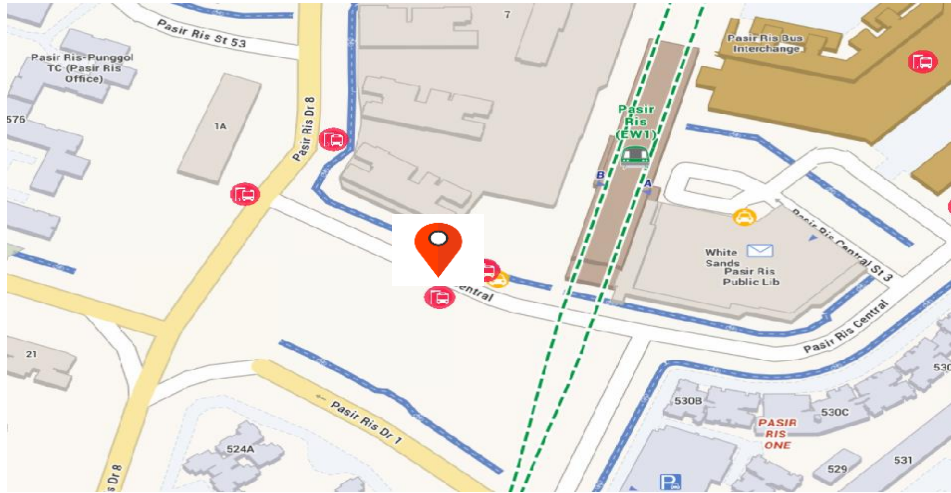 Pasir Ris St 53
7
Pasir Ris Bus
Interchange
Pasir Ris-Punggol
TC (Pasir Ris
Office)
575
1A
Pasir Ris Dr 8
Pasir
Ris
(EW1)
B
A
White
Sands
Pasir Ris
Public Lib
Pasir Ris Central St 3
Central
Pasir Ris Central
21
Pasir Ris Dr 1
530B
530C
530
PASIR
RIS
ONE
524A
529
531
P
s Dr 8